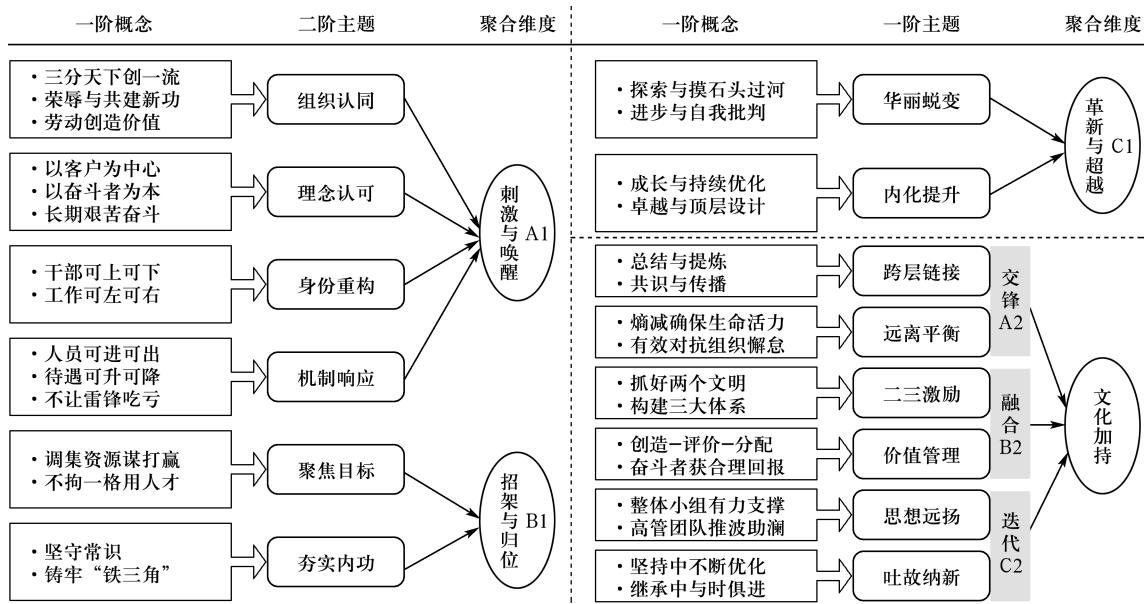 一阶概念
二阶主题
聚合维度
• 三分天下创一流
• 荣辱与共建新功
• 劳动创造价值
组织认同
• 以客户为中心
• 以奋斗者为本
• 长期艰苦奋斗
理念认可
• 干部可上可下
• 工作可左可右
身份重构
• 人员可进可出
• 待遇可升可降
• 不让雷锋吃亏
机制响应
刺激与唤醒 A1
• 调集资源谋打赢
• 不拘一格用人才
聚焦目标
• 坚守常识
• 铸牢“铁三角”
夯实内功
招架与归位 B1
一阶概念
一阶主题
聚合维度
• 探索与摸石头过河
• 进步与自我批判
华丽蜕变
• 成长与持续优化
• 卓越与顶层设计
内化提升
革新与超越 C1
• 总结与提炼
• 共识与传播
跨层链接
• 熵减确保生命活力
• 有效对抗组织懈怠
远离平衡
交锋
A2
• 抓好两个文明
• 构建三大体系
二三激励
• 创造–评价–分配
• 奋斗者获合理回报
价值管理
融合
B2
• 整体小组有力支撑
• 高管团队推波助澜
思想远扬
• 坚持中不断优化
• 继承中与时俱进
吐故纳新
迭代
C2
文化加持